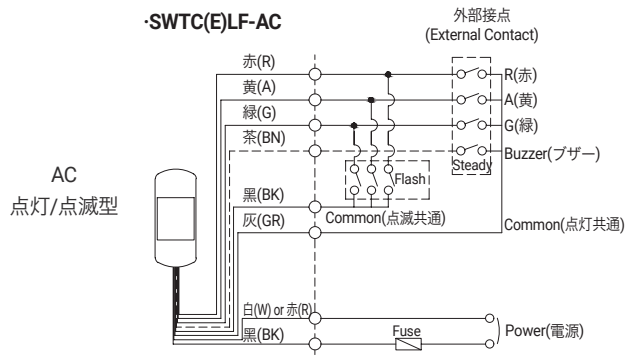 ·SWTC(E)LF-AC
外部接点
(External Contact)
赤(R)
黄(A)
緑(G)
茶(BN)
R(赤)
A(黄)
G(緑)
Buzzer(ブザー)
Steady
Flash
AC
点灯/点滅型
黒(BK)
灰(GR)
Common(点滅共通)
Common(点灯共通)
白(W) or 赤(R)
黒(BK)
Fuse
Power(電源)